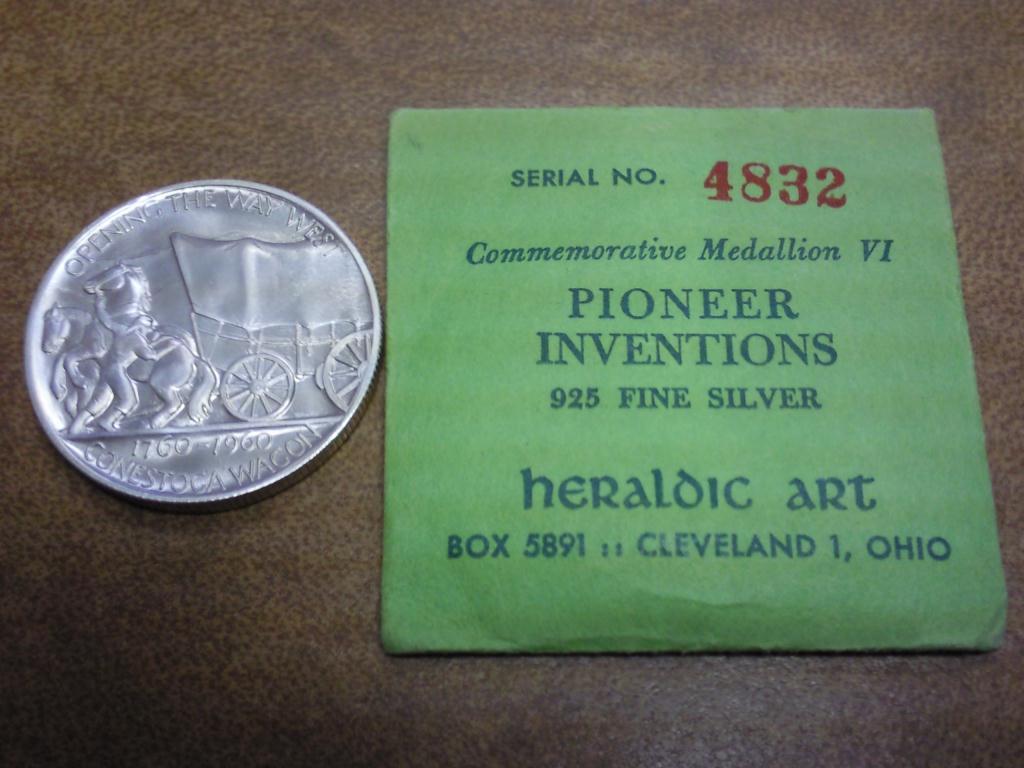 OPENING THE WAY WES
1760-1960
CONESTOGA WAGON
SERIAL NO. 4832
Commemorative Medallion VI
PIONEER
INVENTIONS
925 FINE SILVER
heraldic art
BOX 5891 :: CLEVELAND 1, OHIO